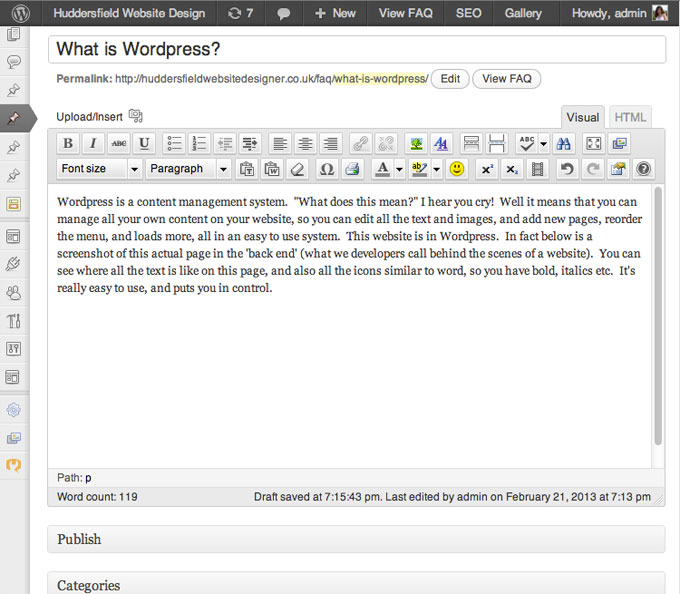 Huddersfield Website Design 7 + New View FAQ SEO Gallery Howdy, admin
What is Wordpress?
Permalink: http://huddersfieldwebsitedesigner.co.uk/faq/what-is-wordpress/ Edit View FAQ
Upload/Insert Visual HTML
B I ABC U ABC
Font size Paragraph Ω A ab x² x₂
Wordpress is a content management system.  "What does this mean?" I hear you cry!  Well it means that you can
manage all your own content on your website, so you can edit all the text and images, and add new pages, reorder
the menu, and loads more, all in an easy to use system.  This website is in Wordpress.  In fact below is a
screenshot of this actual page in the 'back end' (what we developers call behind the scenes of a website).  You can
see where all the text is like on this page, and also all the icons similar to word, so you have bold, italics etc.  It's
really easy to use, and puts you in control.
Path: p
Word count: 119 Draft saved at 7:15:43 pm. Last edited by admin on February 21, 2013 at 7:13 pm
Publish
Categories